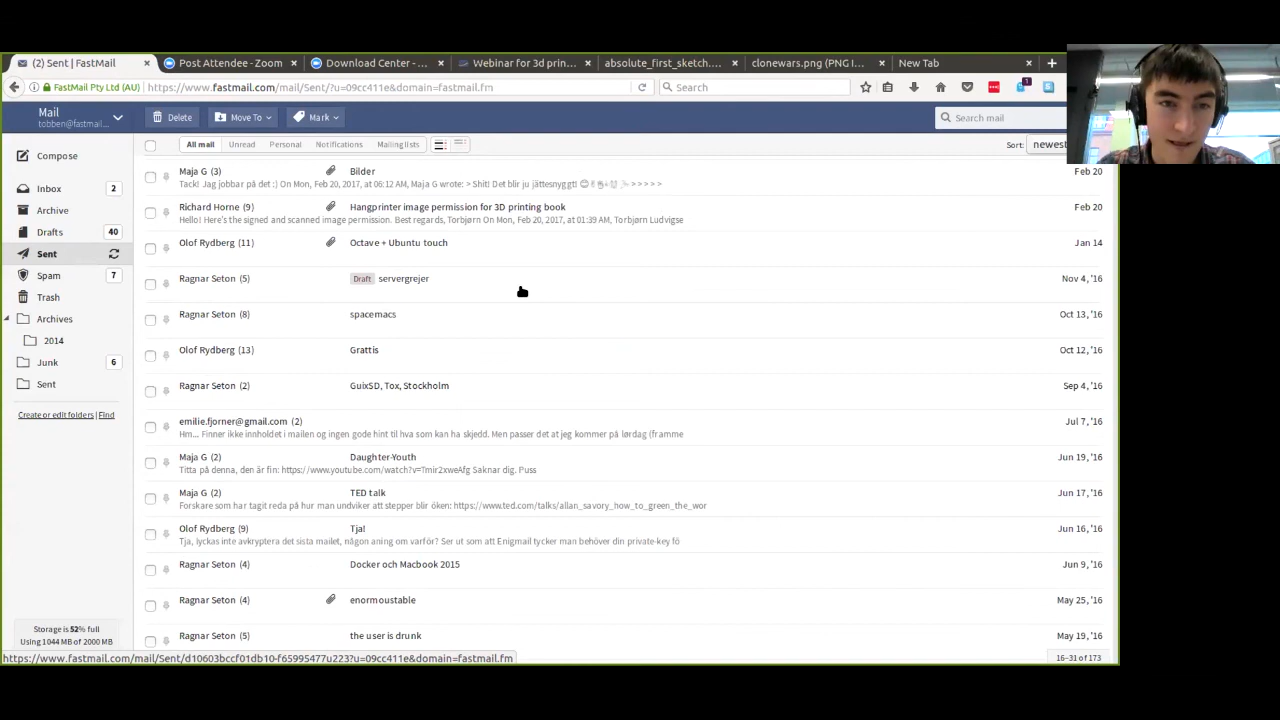 (2) Sent | FastMail
Post Attendee - Zoom
Download Center - ...
Webinar for 3d prin...
absolute_first_sketch....
clonewars.png (PNG I...
New Tab
FastMail Pty Ltd (AU)
https://www.fastmail.com/mail/Sent/?u=09cc411e&domain=fastmail.fm
Search
Mail
tobben@fastmail...
Delete
Move To
Mark
Search mail
All mail
Unread
Personal
Notifications
Mailing lists
Sort: newest
Compose
Inbox 2
Archive
Drafts 40
Sent
Spam 7
Trash
Archives
2014
Junk 6
Sent
Create or edit folders | Find
Storage is 52% full
Using 1044 MB of 2000 MB
Maja G (3) Bilder Feb 20
Tack! Jag jobbar på det :) On Mon, Feb 20, 2017, at 06:12 AM, Maja G wrote: > Shit! Det blir ju jättesnyggt!
Richard Horne (9) Hangprinter image permission for 3D printing book Feb 20
Hello! Here's the signed and scanned image permission. Best regards, Torbjørn On Mon, Feb 20, 2017, at 01:39 AM, Torbjørn Ludvigse
Olof Rydberg (11) Octave + Ubuntu touch Jan 14
Ragnar Seton (5) Draft servergrejer Nov 4, '16
Ragnar Seton (8) spacemacs Oct 13, '16
Olof Rydberg (13) Grattis Oct 12, '16
Ragnar Seton (2) GuixSD, Tox, Stockholm Sep 4, '16
emilie.fjorner@gmail.com (2) Jul 7, '16
Hm... Finner ikke innholdet i mailen og ingen gode hint til hva som kan ha skjedd. Men passer det at jeg kommer på lørdag (framme
Maja G (2) Daughter-Youth Jun 19, '16
Titta på denna, den är fin: https://www.youtube.com/watch?v=Tmir2xweAfg Saknar dig. Puss
Maja G (2) TED talk Jun 17, '16
Forskare som har tagit reda på hur man undviker att stepper blir öken: https://www.ted.com/talks/allan_savory_how_to_green_the_wor
Olof Rydberg (9) Tja! Jun 16, '16
Tja, lyckas inte avkryptera det sista mailet, någon aning om varför? Ser ut som att Enigmail tycker man behöver din private-key fö
Ragnar Seton (4) Docker och Macbook 2015 Jun 9, '16
Ragnar Seton (4) enormoustable May 25, '16
Ragnar Seton (5) the user is drunk May 19, '16
https://www.fastmail.com/mail/Sent/d10603bccf01db10-f65995477u223?u=09cc411e&domain=fastmail.fm
16-31 of 173